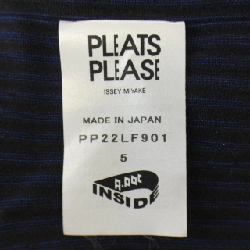 PLEATS
PLEASE
ISSEY MIYAKE
MADE IN JAPAN
PP22LF901
5
a-poc
INSIDE